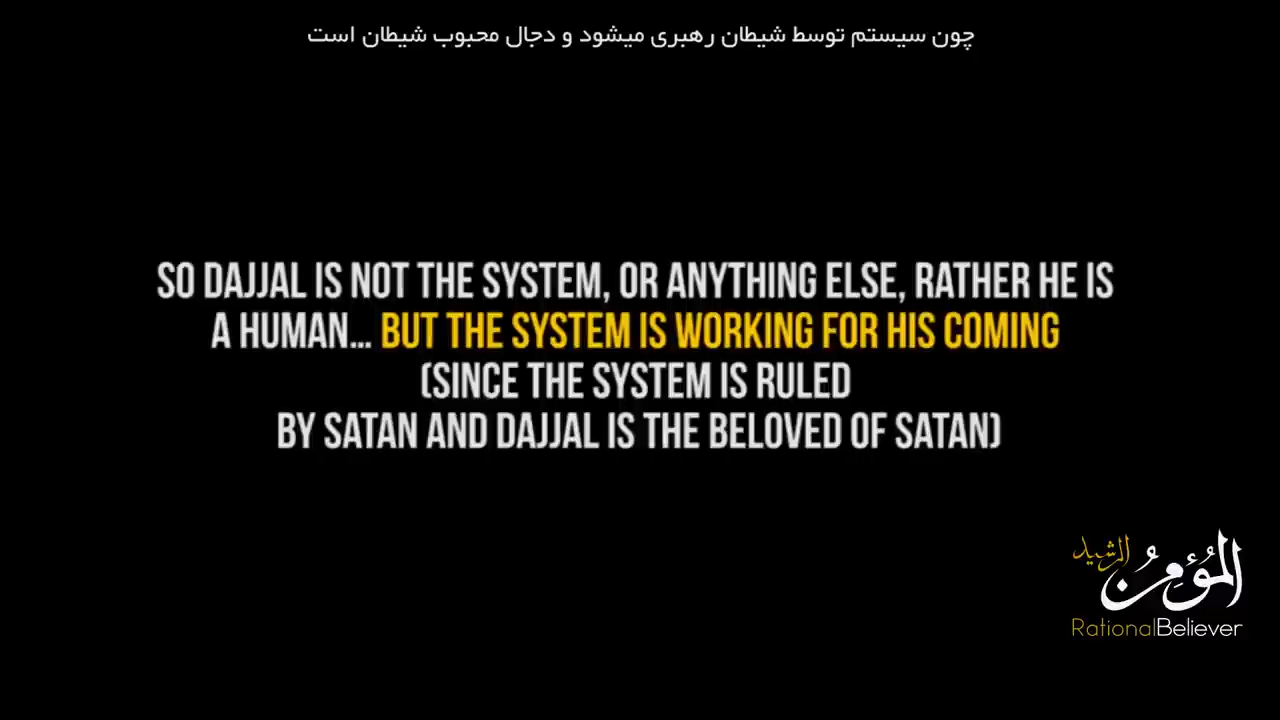 چون سیستم توسط شیطان رهبری میشود و دجال محبوب شیطان است
SO DAJJAL IS NOT THE SYSTEM, OR ANYTHING ELSE, RATHER HE IS
A HUMAN... BUT THE SYSTEM IS WORKING FOR HIS COMING
(SINCE THE SYSTEM IS RULED
BY SATAN AND DAJJAL IS THE BELOVED OF SATAN)
المُؤمِنُ الرشيد
RationalBeliever